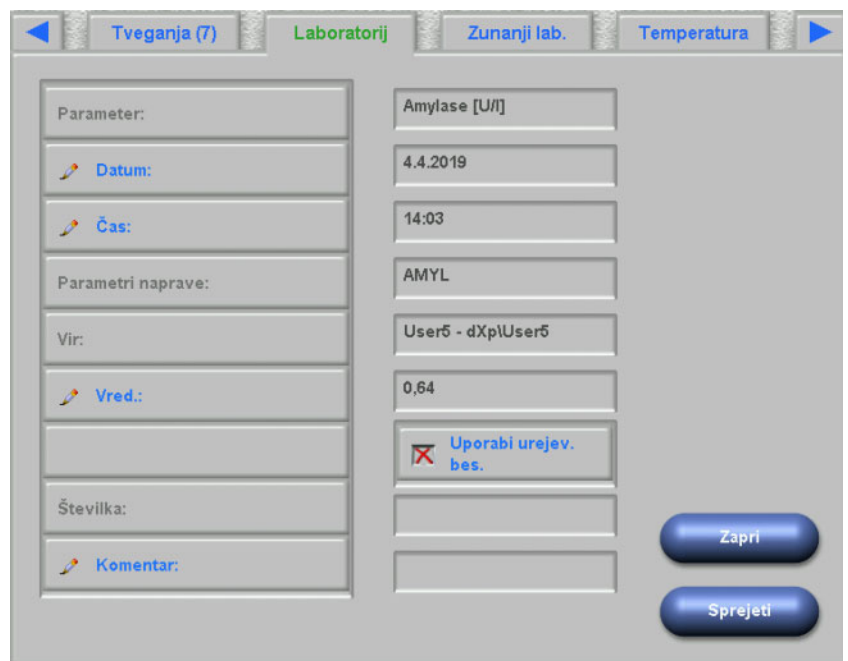 Tveganja (7)
Laboratorij
Zunanji lab.
Temperatura
Parameter:
Amylase [U/l]
Datum:
4.4.2019
Čas:
14:03
Parametri naprave:
AMYL
Vir:
User5 - dXp\User5
Vred.:
0,64
Uporabi urejev.
bes.
Številka:
Komentar:
Zapri
Sprejeti